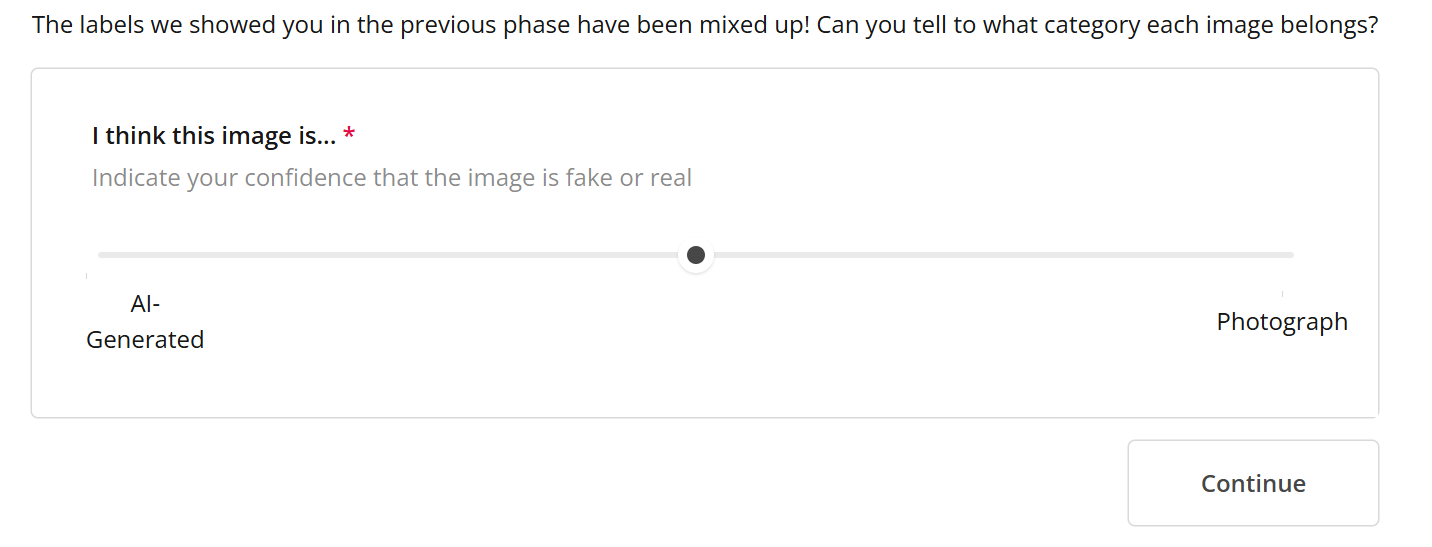 The labels we showed you in the previous phase have been mixed up! Can you tell to what category each image belongs?
I think this image is... *
Indicate your confidence that the image is fake or real
AI-
Generated
Photograph
Continue